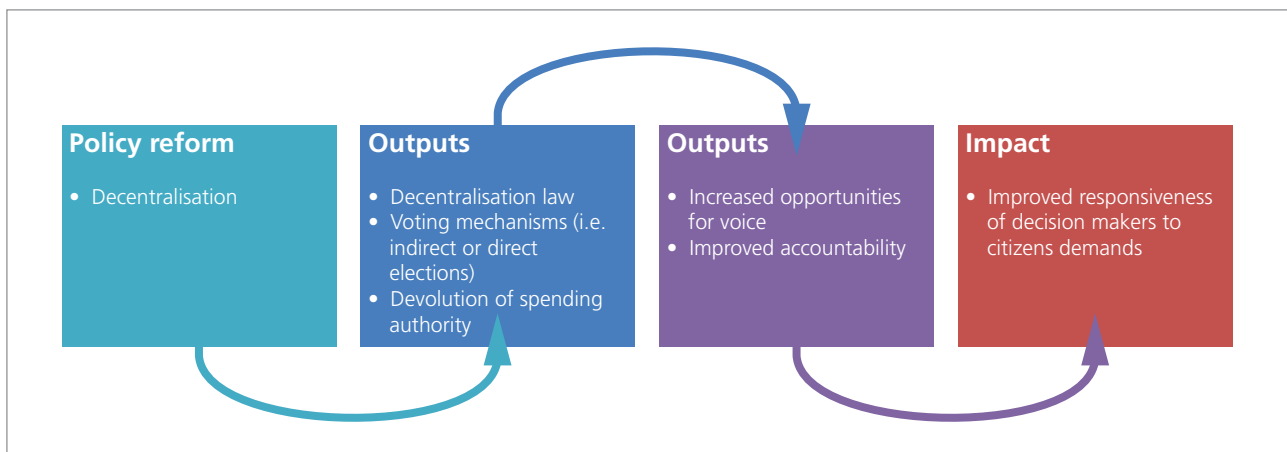 Policy reform
• Decentralisation
Outputs
• Decentralisation law
• Voting mechanisms (i.e.
indirect or direct
elections)
• Devolution of spending
authority
Outputs
• Increased opportunities
for voice
• Improved accountability
Impact
• Improved responsiveness
of decision makers to
citizens demands